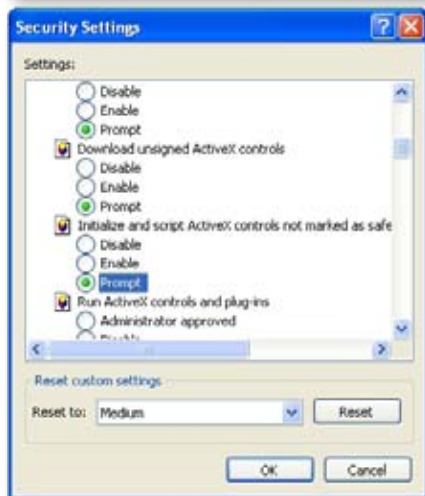 Security Settings
Settings:
Disable
Enable
Prompt
Download unsigned ActiveX controls
Disable
Enable
Prompt
Initialize and script ActiveX controls not marked as safe
Disable
Enable
Prompt
Run ActiveX controls and plug-ins
Administrator approved
Reset custom settings
Reset to: Medium Reset
OK Cancel